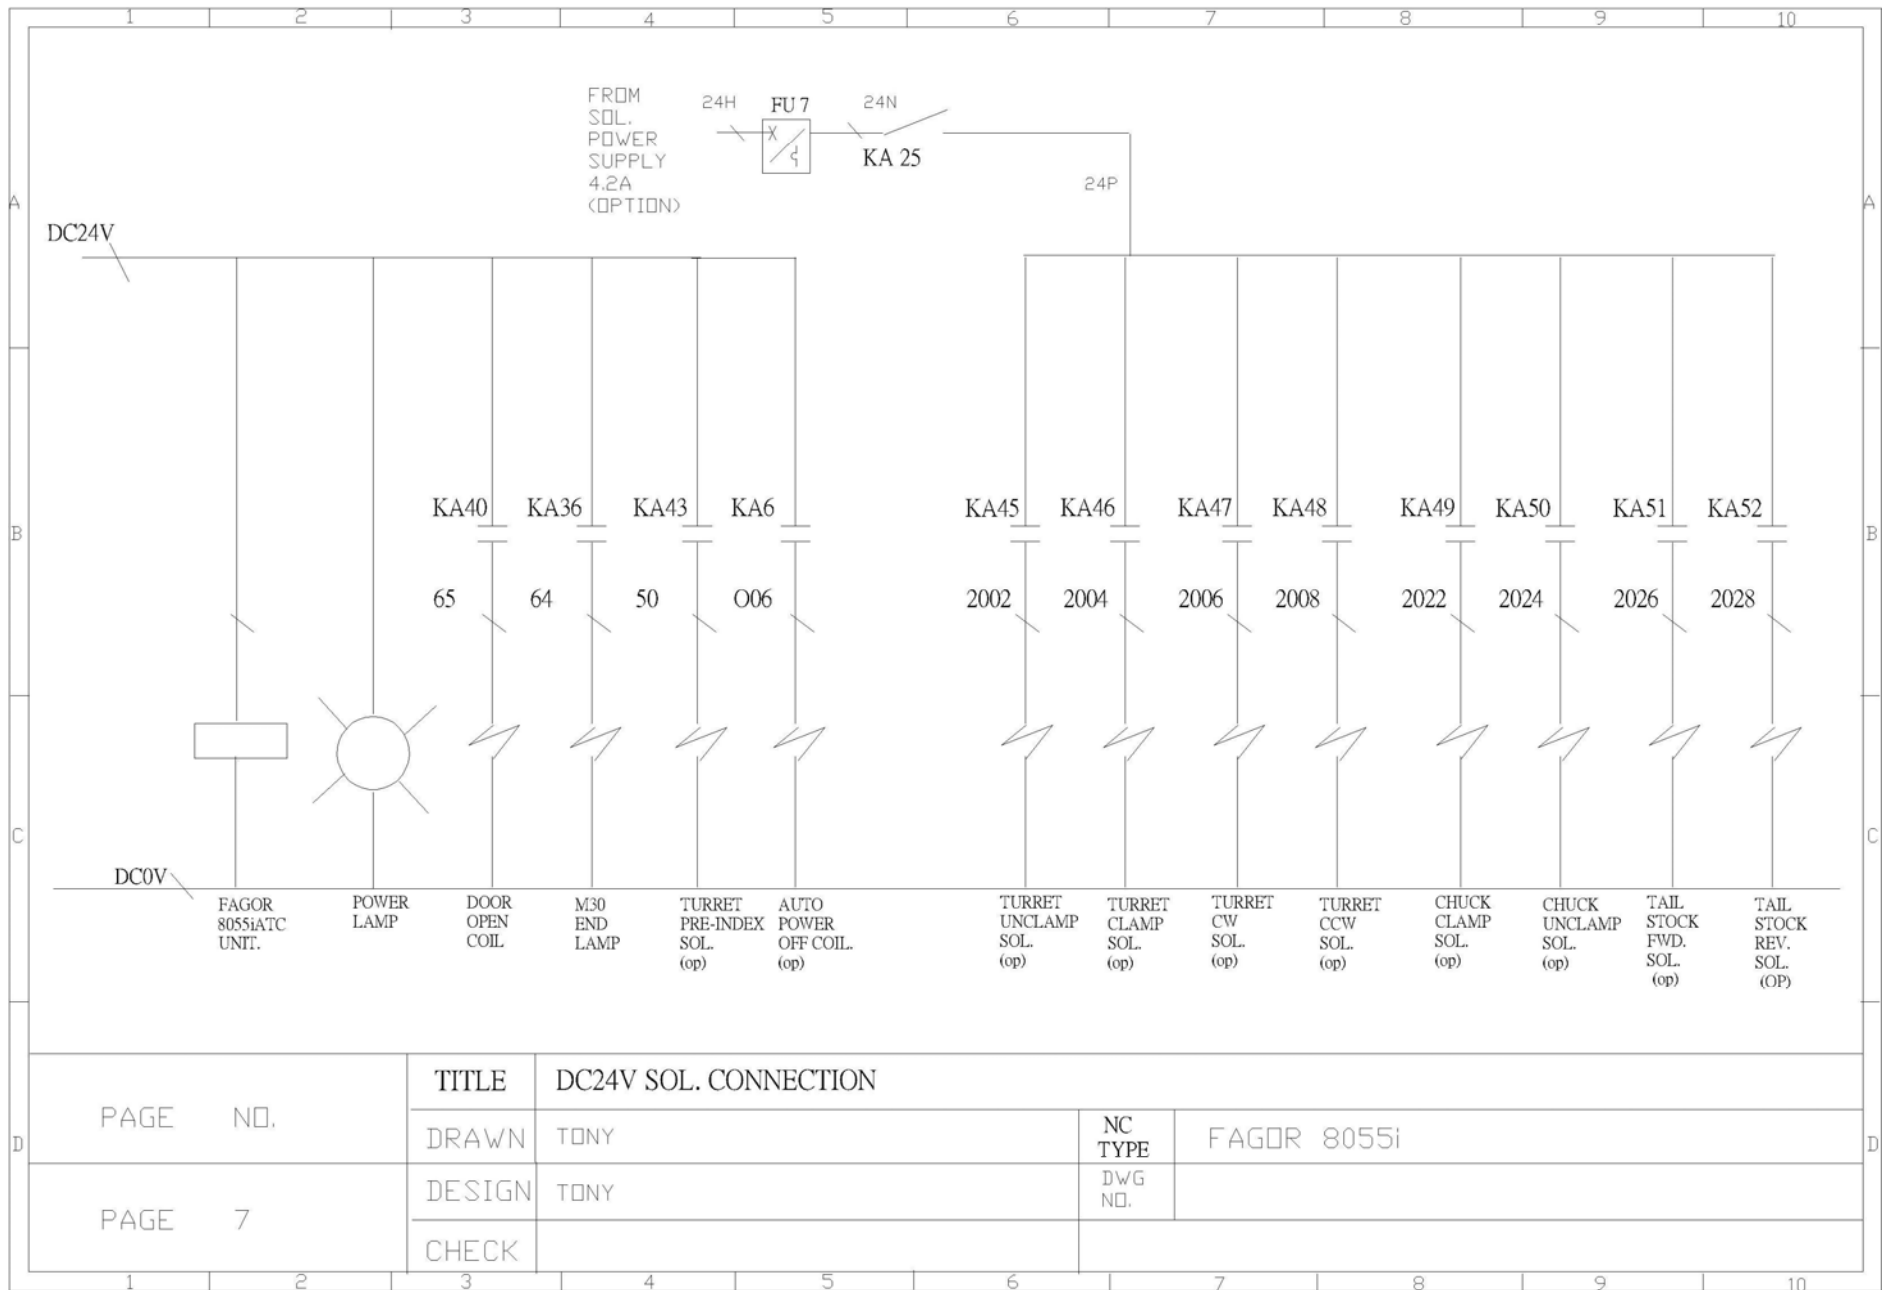 1 2 3 4 5 6 7 8 9 10
FROM
SOL.
POWER
SUPPLY
4.2A
(OPTION)
24H
FU 7
24N
KA 25
24P
A A
DC24V
KA40 KA36 KA43 KA6 KA45 KA46 KA47 KA48 KA49 KA50 KA51 KA52
B B
65 64 50 O06 2002 2004 2006 2008 2022 2024 2026 2028
C C
DC0V
FAGOR
8055iATC
UNIT.
POWER
LAMP
DOOR
OPEN
COIL
M30
END
LAMP
TURRET
PRE-INDEX
SOL.
(op)
AUTO
POWER
OFF COIL.
(op)
TURRET
UNCLAMP
SOL.
(op)
TURRET
CLAMP
SOL.
(op)
TURRET
CW
SOL.
(op)
TURRET
CCW
SOL.
(op)
CHUCK
CLAMP
SOL.
(op)
CHUCK
UNCLAMP
SOL.
(op)
TAIL
STOCK
FWD.
SOL.
(op)
TAIL
STOCK
REV.
SOL.
(OP)
PAGE NO.
TITLE DC24V SOL. CONNECTION
D D
DRAWN TONY
NC
TYPE
FAGOR 8055i
PAGE 7
DESIGN TONY
DWG
NO.
CHECK
1 2 3 4 5 6 7 8 9 10